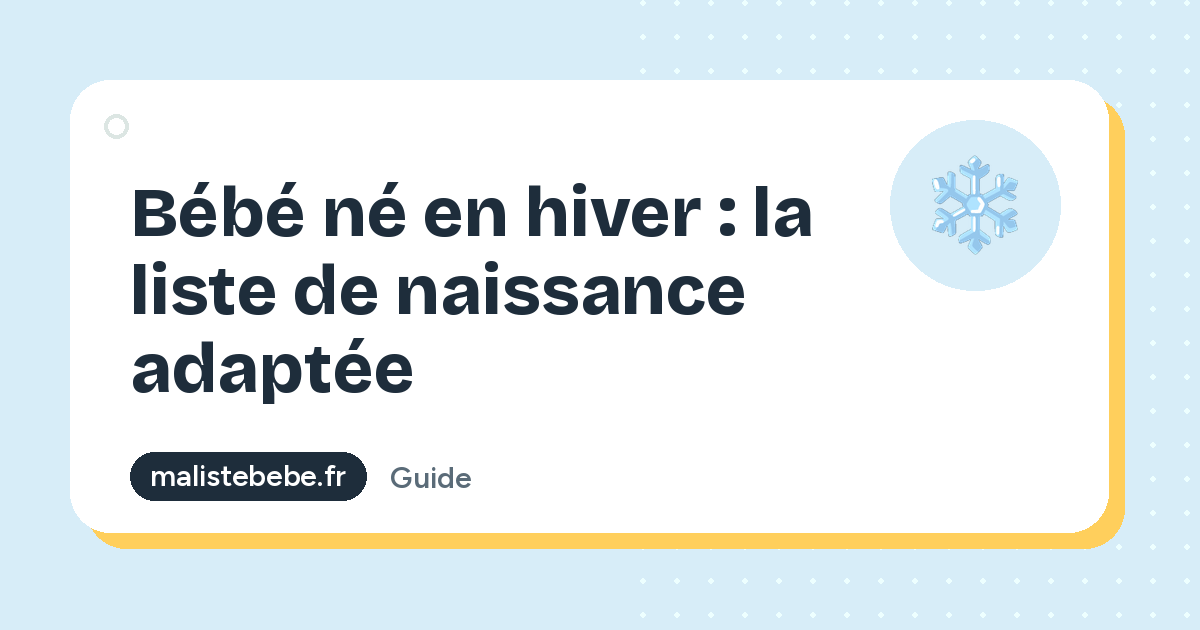 Bébé né en hiver : la
liste de naissance
adaptée
malistebebe.fr
Guide